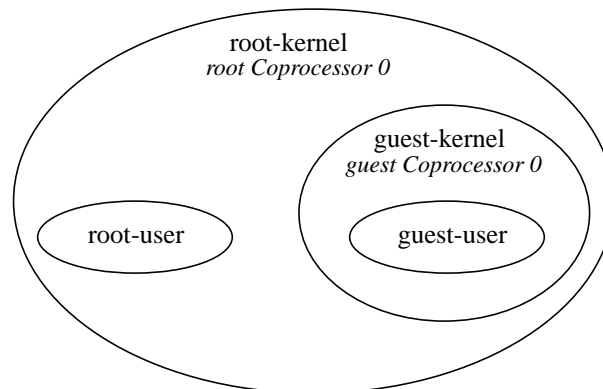 root-kernel
root Coprocessor 0
guest-kernel
guest Coprocessor 0
root-user
guest-user